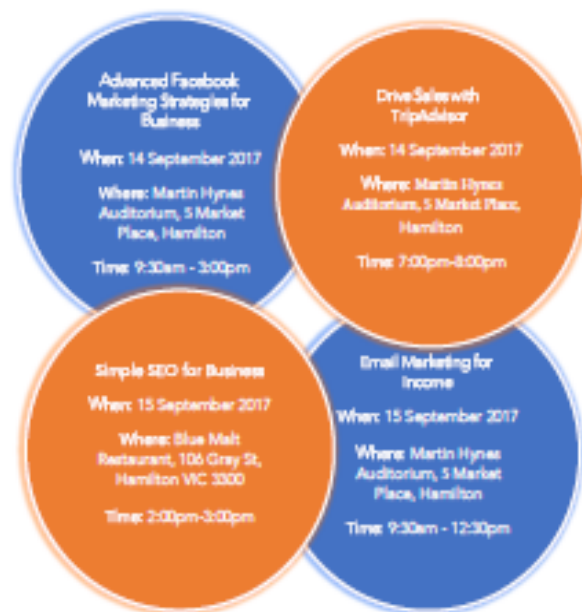 Advanced Facebook
Marketing Strategies for
Business
When: 14 September 2017
Where: Martin Hynes
Auditorium, 5 Market
Place, Hamilton
Time: 9:30am - 3:00pm
Drive Sales with
TripAdvisor
When: 14 September 2017
Where: Martin Hynes
Auditorium, 5 Market Place,
Hamilton
Time: 7:00pm-8:00pm
Simple SEO for Business
When: 15 September 2017
Where: Blue Malt
Restaurant, 106 Gray St,
Hamilton VIC 3300
Time: 2:00pm-3:00pm
Email Marketing for
Income
When: 15 September 2017
Where: Martin Hynes
Auditorium, 5 Market
Place, Hamilton
Time: 9:30am - 12:30pm